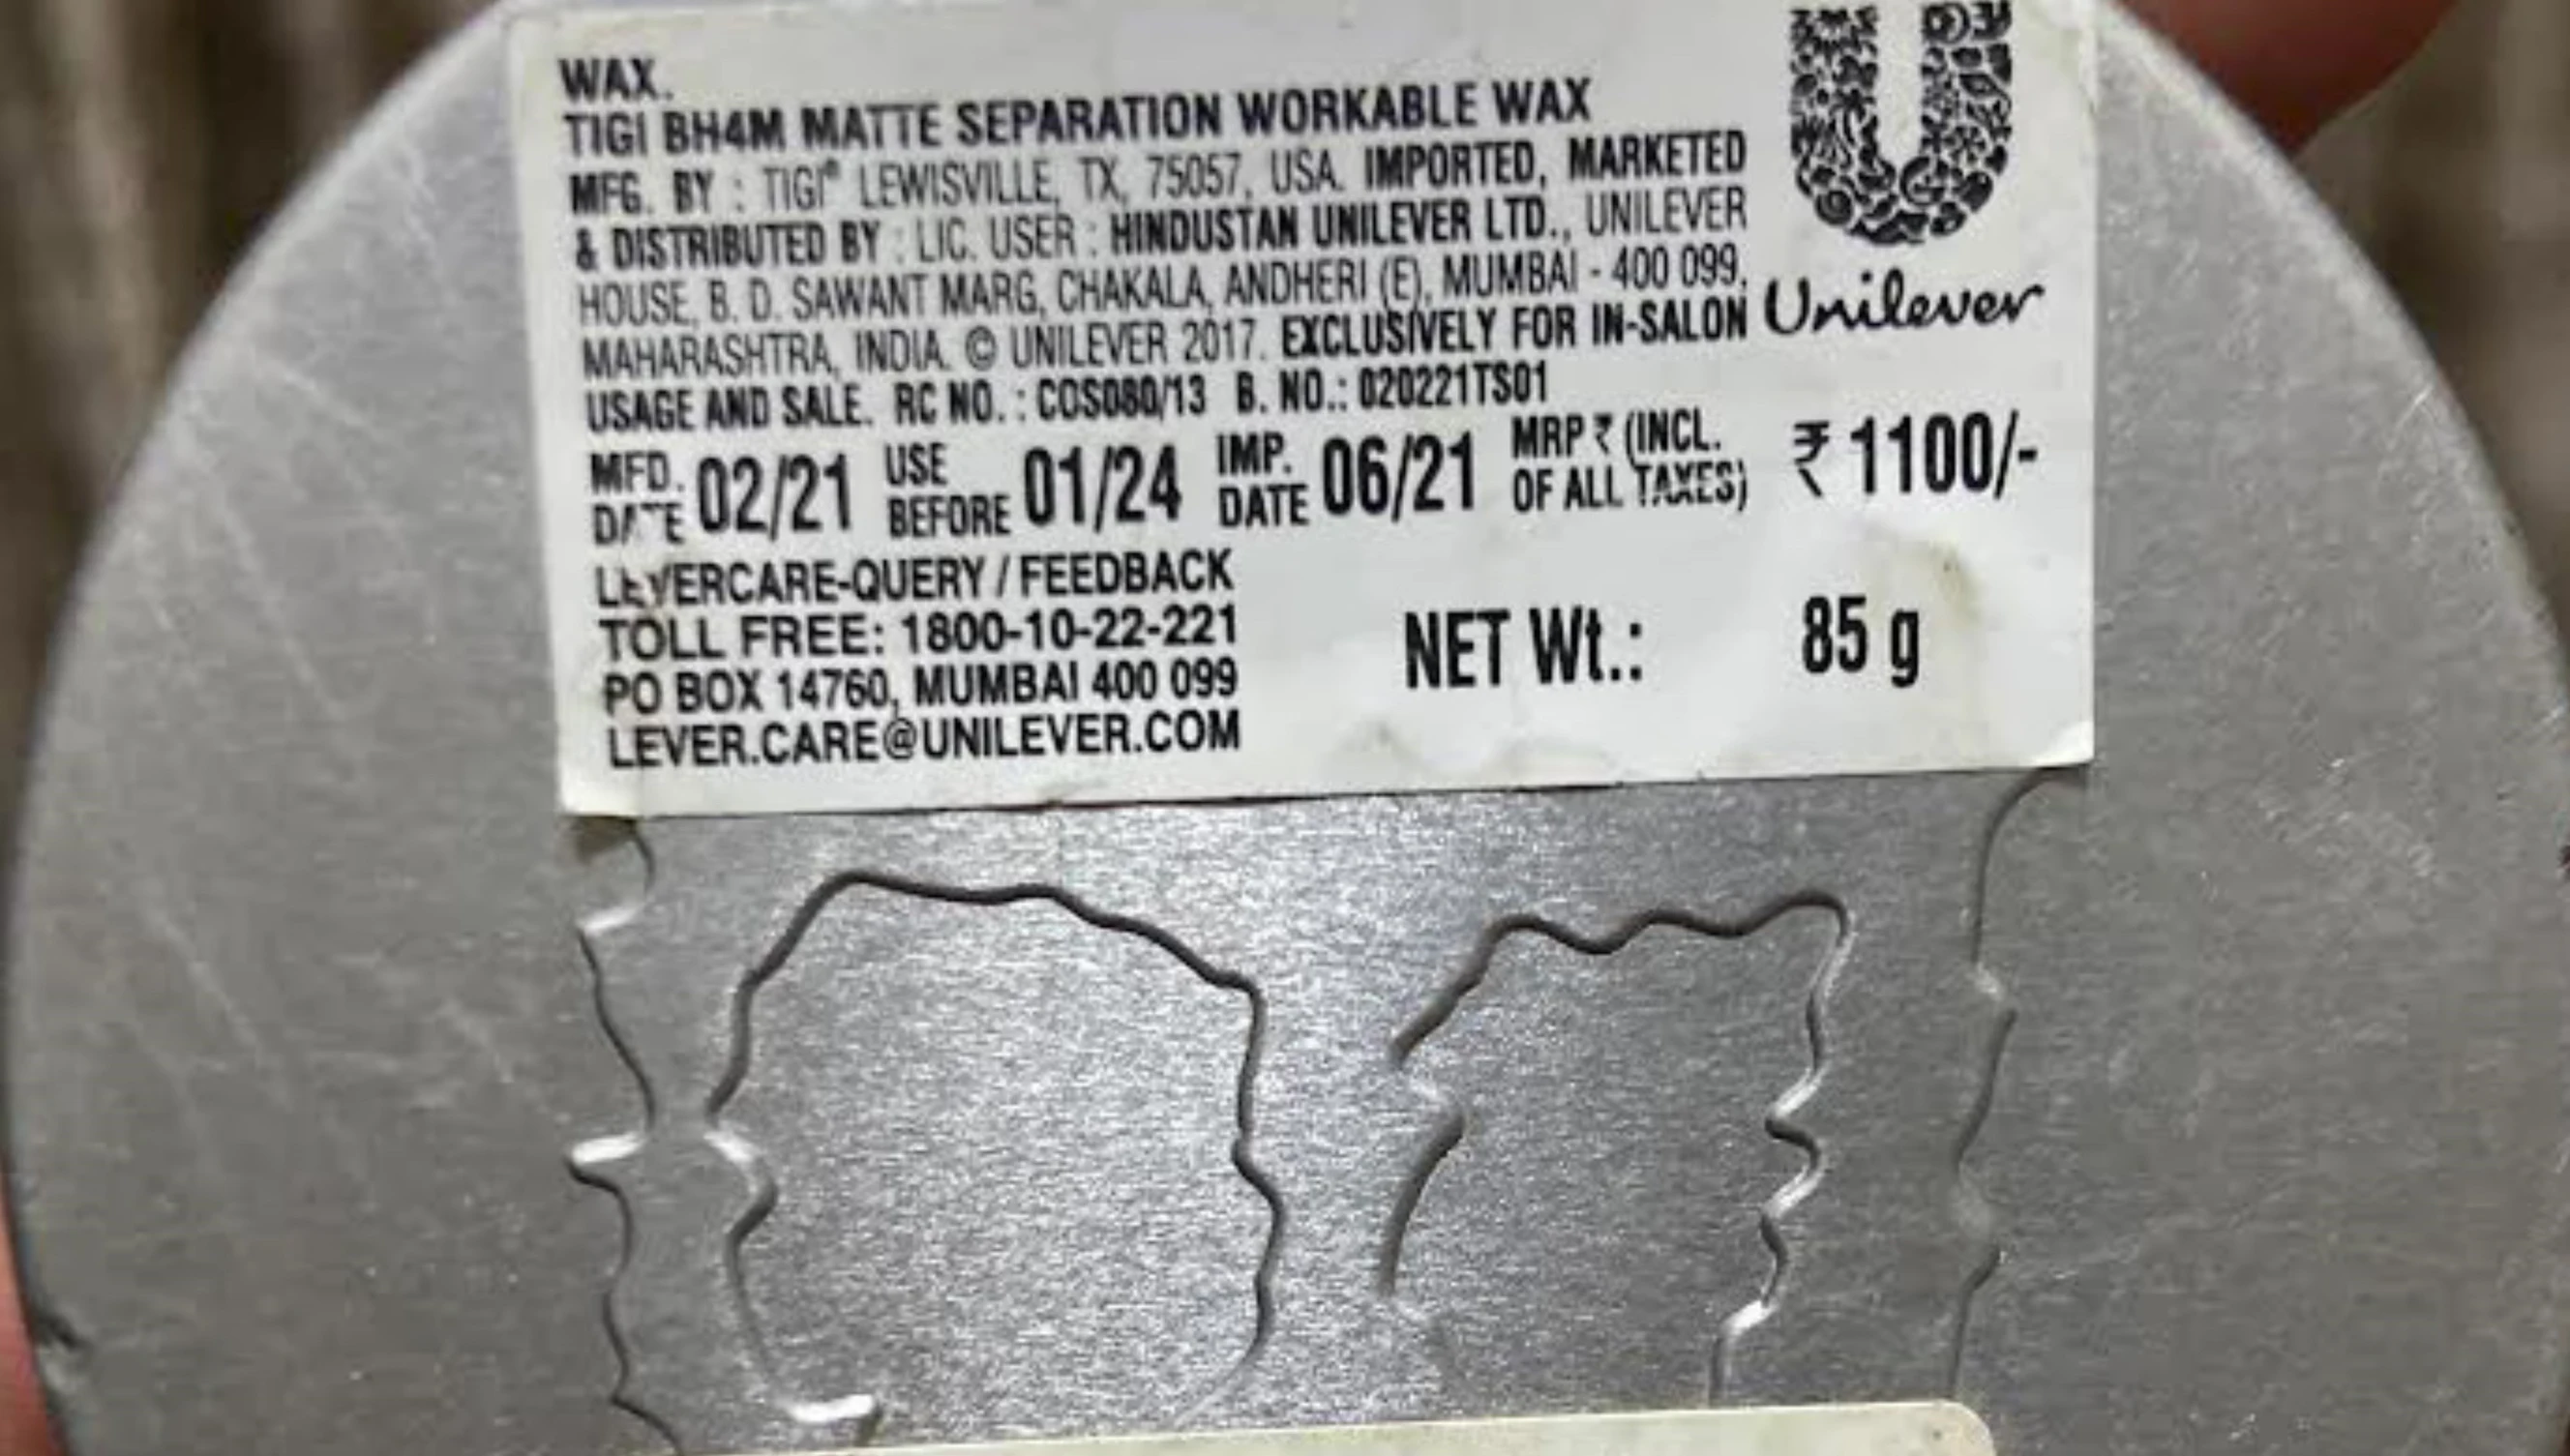 WAX.
TIGI BH4M MATTE SEPARATION WORKABLE WAX
MFG. BY : TIGI® LEWISVILLE, TX, 75057, USA. IMPORTED, MARKETED
& DISTRIBUTED BY : LIC. USER : HINDUSTAN UNILEVER LTD., UNILEVER
HOUSE, B. D. SAWANT MARG, CHAKALA, ANDHERI (E), MUMBAI - 400 099,
MAHARASHTRA, INDIA. © UNILEVER 2017. EXCLUSIVELY FOR IN-SALON
USAGE AND SALE. RC NO. : COS080/13 B. NO.: 020221TS01
Unilever
MFD. DATE 02/21 USE BEFORE 01/24 IMP. DATE 06/21 MRP ₹ (INCL. OF ALL TAXES) ₹ 1100/-
LEVERCARE-QUERY / FEEDBACK
TOLL FREE: 1800-10-22-221
PO BOX 14760, MUMBAI 400 099
LEVER.CARE@UNILEVER.COM
NET Wt.: 85 g